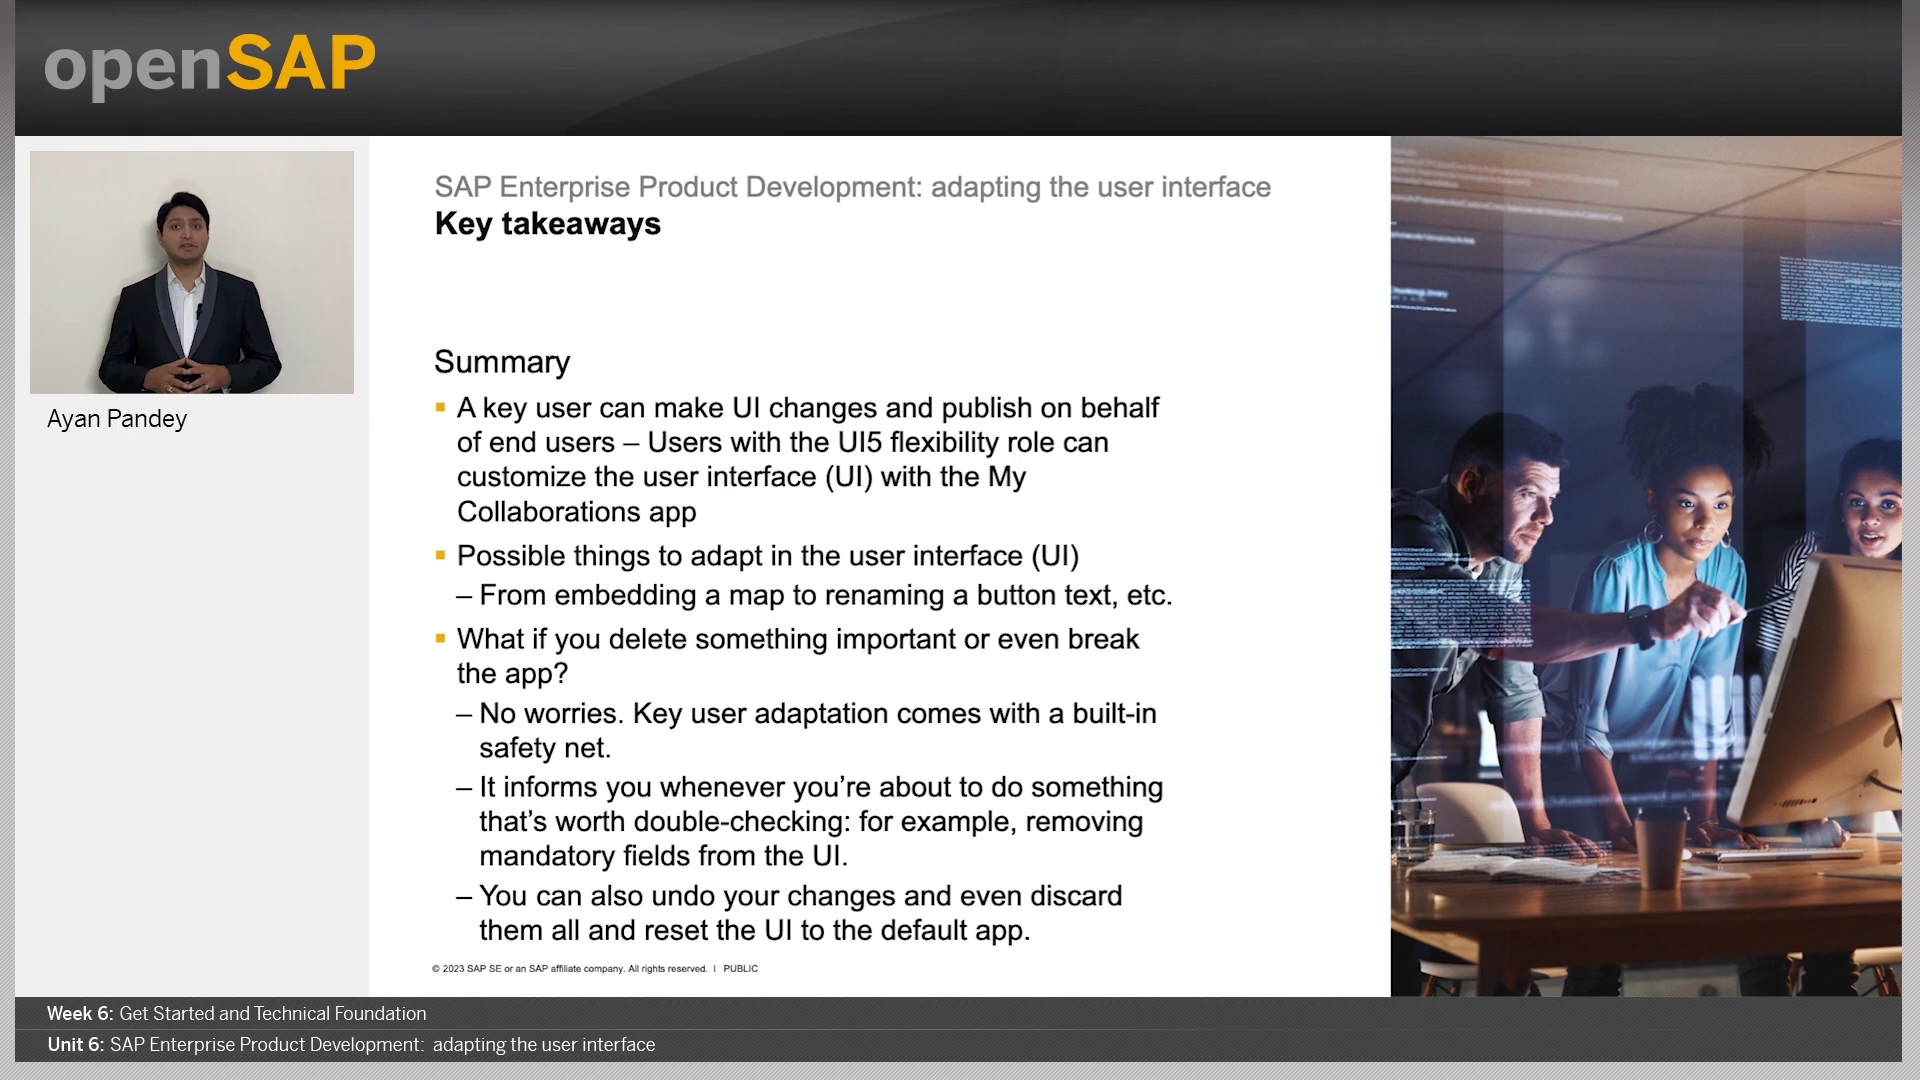 openSAP
Ayan Pandey
SAP Enterprise Product Development: adapting the user interface
Key takeaways
Summary
▪ A key user can make UI changes and publish on behalf
of end users – Users with the UI5 flexibility role can
customize the user interface (UI) with the My
Collaborations app
▪ Possible things to adapt in the user interface (UI)
– From embedding a map to renaming a button text, etc.
▪ What if you delete something important or even break
the app?
– No worries. Key user adaptation comes with a built-in
safety net.
– It informs you whenever you’re about to do something
that’s worth double-checking: for example, removing
mandatory fields from the UI.
– You can also undo your changes and even discard
them all and reset the UI to the default app.
© 2023 SAP SE or an SAP affiliate company. All rights reserved. I PUBLIC
Week 6: Get Started and Technical Foundation
Unit 6: SAP Enterprise Product Development: adapting the user interface